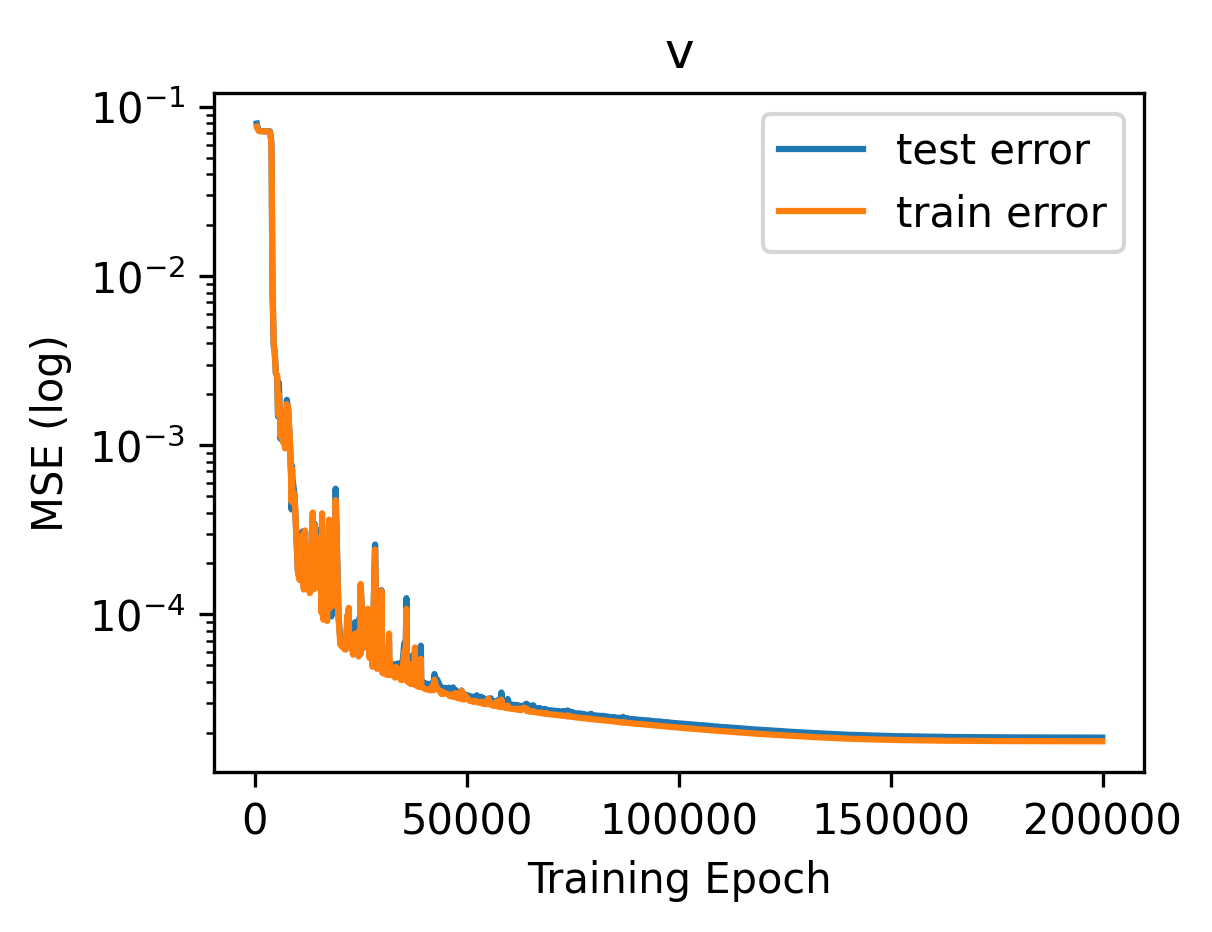 v
10⁻¹
10⁻²
10⁻³
10⁻⁴
MSE (log)
test error
train error
0
50000
100000
150000
200000
Training Epoch